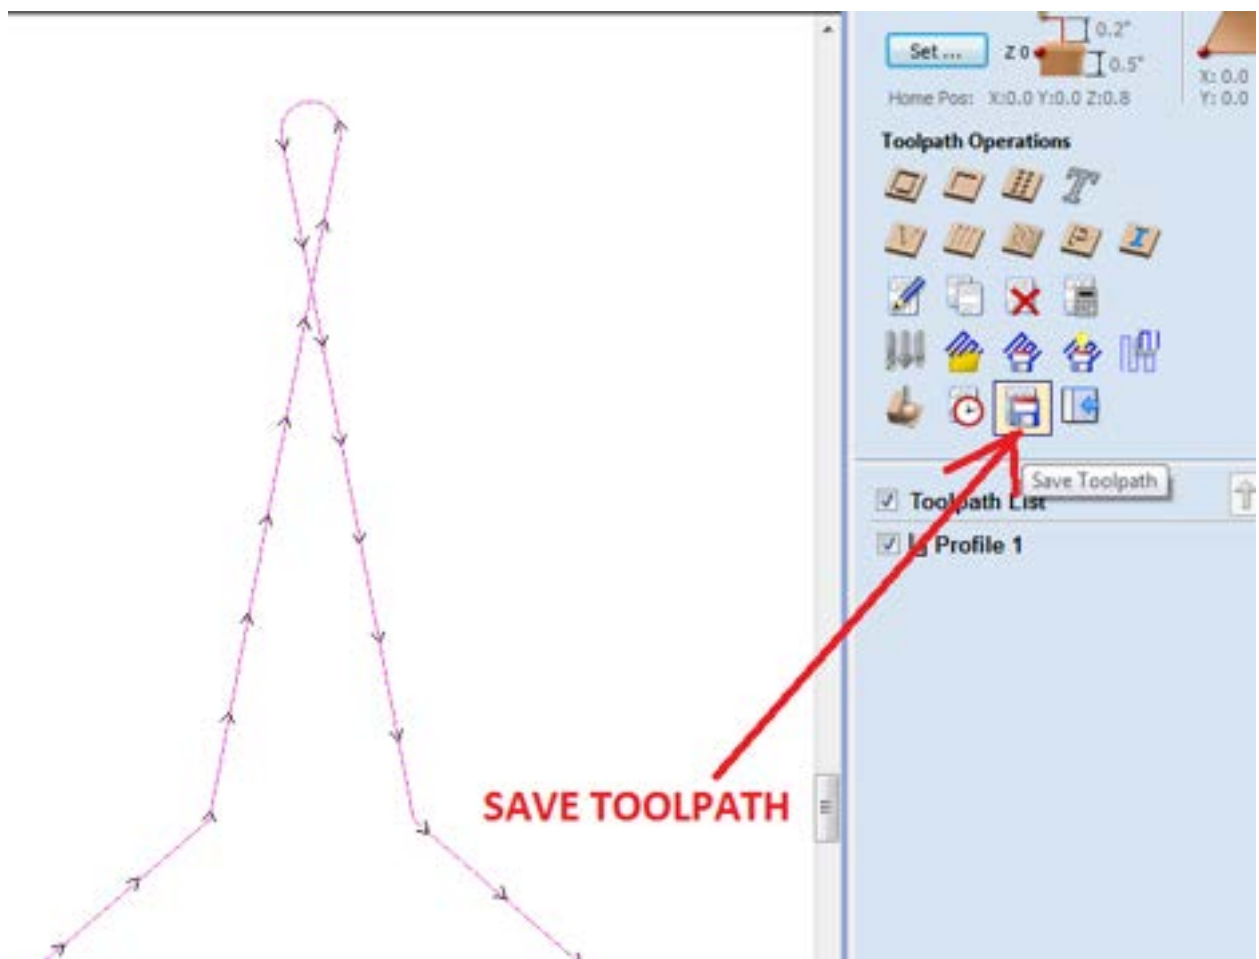 0.2"
Set ...
Z 0
0.5"
Home Pos: X:0.0 Y:0.0 Z:0.8
X: 0.0
Y: 0.0
Toolpath Operations
Save Toolpath
Toolpath List
Profile 1
SAVE TOOLPATH